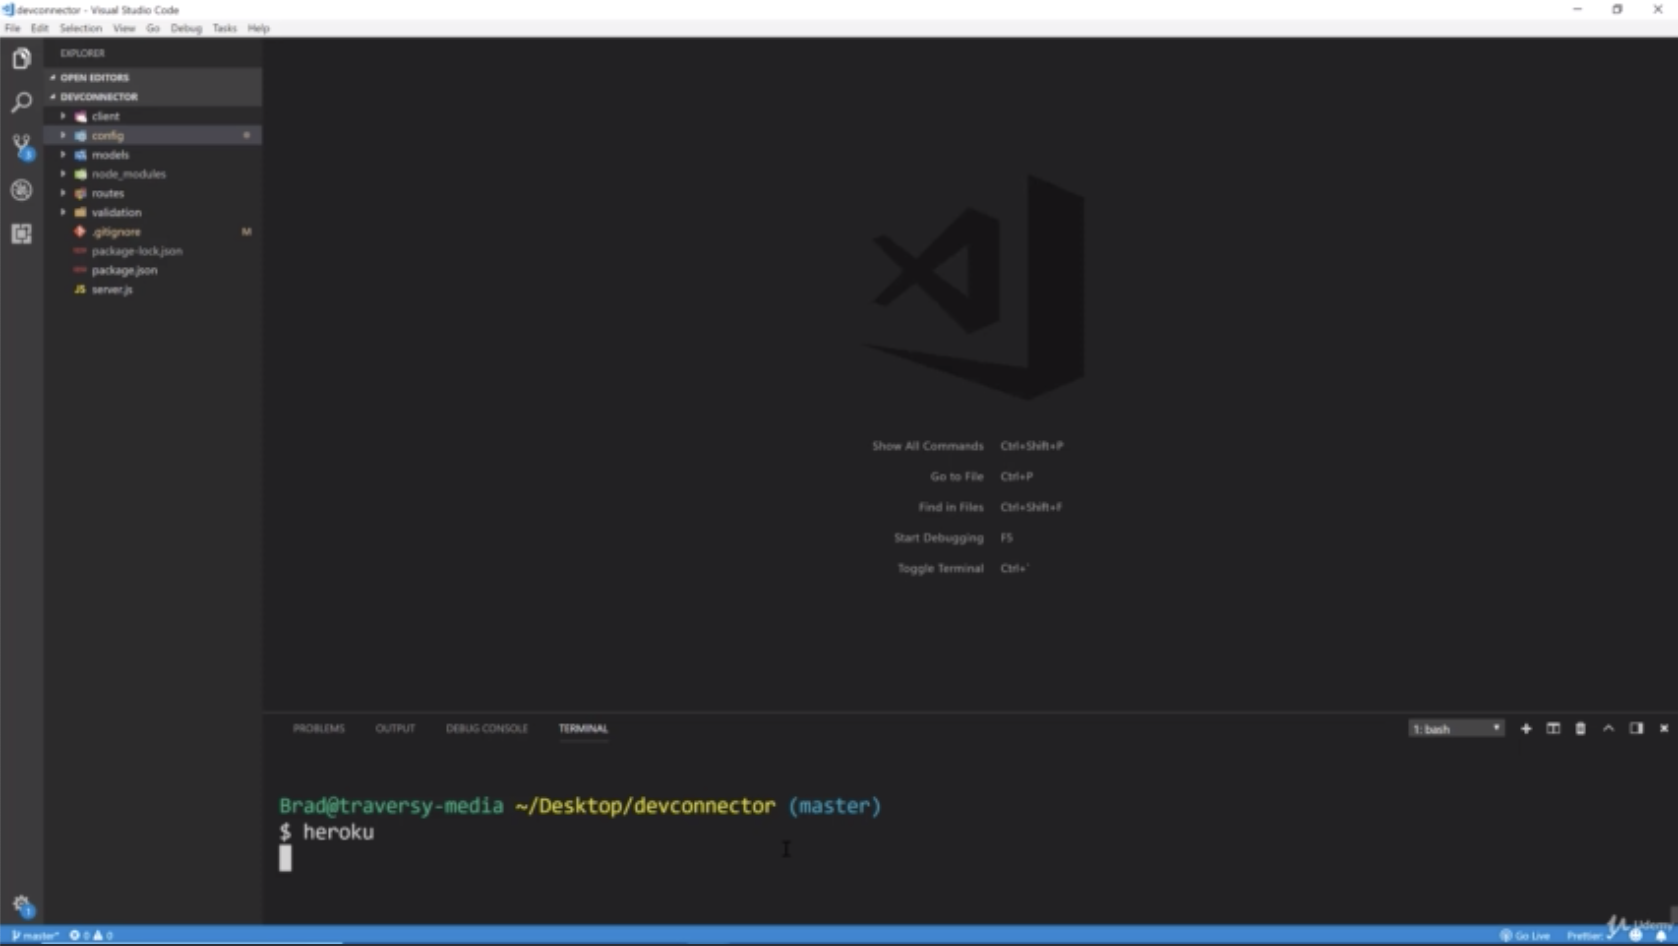 devconnector - Visual Studio Code
File Edit Selection View Go Debug Tasks Help
EXPLORER
OPEN EDITORS
DEVCONNECTOR
client
config
models
node_modules
routes
validation
.gitignore M
package-lock.json
package.json
JS server.js
Show All Commands Ctrl+Shift+P
Go to File Ctrl+P
Find in Files Ctrl+Shift+F
Start Debugging F5
Toggle Terminal Ctrl+`
PROBLEMS OUTPUT DEBUG CONSOLE TERMINAL
1: bash
Brad@traversy-media ~/Desktop/devconnector (master)
$ heroku
1
master* 0 0
Go Live Prettier: Udemy